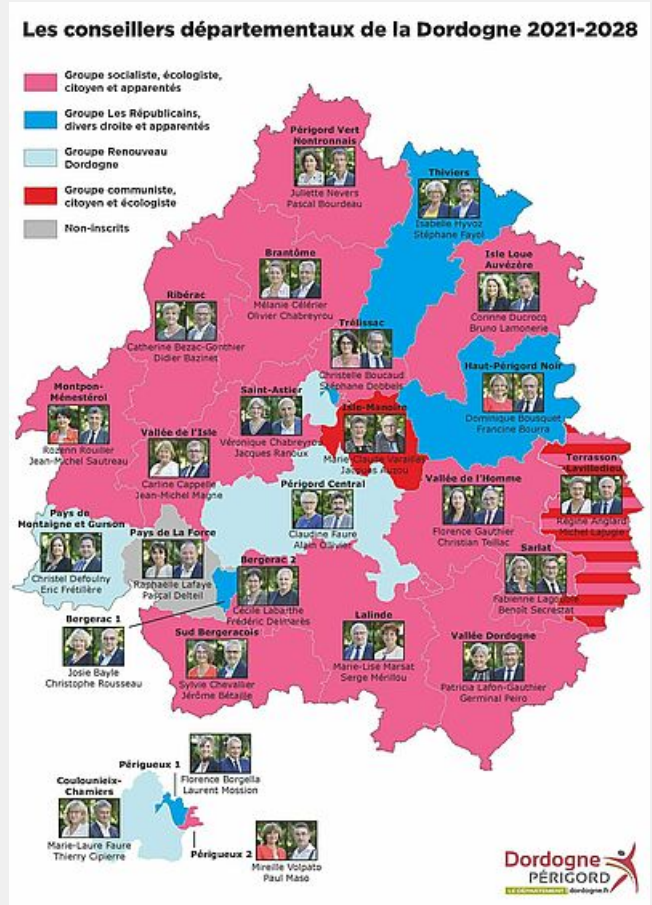 Les conseillers départementaux de la Dordogne 2021-2028
Groupe socialiste, écologiste,
citoyen et apparentés
Groupe Les Républicains,
divers droite et apparentés
Groupe Renouveau
Dordogne
Groupe communiste,
citoyen et écologiste
Non-inscrits
Périgord Vert
Nontronnais
Juliette Nevers
Pascal Bourdeau
Thiviers
Isabelle Hyvoz
Stéphane Fayol
Brantôme
Mélanie Célérier
Olivier Chabreyrou
Isle Loue
Auvézère
Corinne Ducrocq
Bruno Lamonerie
Ribérac
Catherine Bezac-Gonthier
Didier Bazinet
Trélissac
Christelle Boucaud
Stéphane Dobbels
Haut-Périgord Noir
Dominique Bousquet
Francine Bourra
Montpon-
Ménestérol
Rozenn Rouiller
Jean-Michel Sautreau
Saint-Astier
Véronique Chabreyrou
Jacques Ranoux
Isle-Manoire
Marie-Claude Varaillas
Jacques Auzou
Vallée de l'Isle
Carline Cappelle
Jean-Michel Magne
Terrasson
Lavilledieu
Régine Anglard
Michel Lajugie
Périgord Central
Claudine Faure
Alain Ollivier
Vallée de l'Homme
Florence Gauthier
Christian Teillac
Pays de
Montaigne et Gurson
Christel Defoulny
Eric Frétillère
Pays de La Force
Raphaëlle Lafaye
Pascal Delteil
Sarlat
Fabienne Lagoubie
Benoît Secrestat
Bergerac 2
Cécile Labarthe
Frédéric Delmarès
Bergerac 1
Josie Bayle
Christophe Rousseau
Sud Bergeracois
Sylvie Chevallier
Jérôme Bétaille
Lalinde
Marie-Lise Marsat
Serge Mérillou
Vallée Dordogne
Patricia Lafon-Gauthier
Germinal Peiro
Périgueux 1
Florence Borgella
Laurent Mossion
Coulounieix-
Chamiers
Marie-Laure Faure
Thierry Cipierre
Périgueux 2
Mireille Volpato
Paul Maso
Dordogne
PÉRIGORD
LE DÉPARTEMENT dordogne.fr